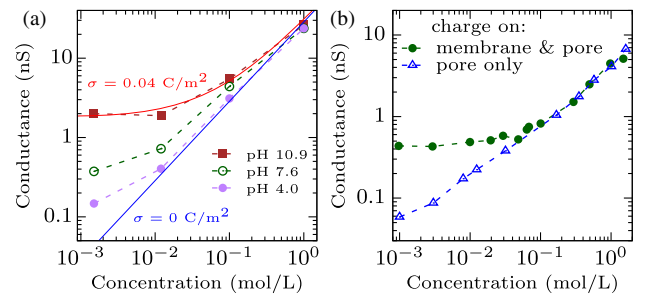 (a)
Conductance (nS)
10
1
0.1
σ = 0.04 C/m²
pH 10.9
pH 7.6
pH 4.0
σ = 0 C/m²
10⁻³ 10⁻² 10⁻¹ 10⁰
Concentration (mol/L)
(b)
Conductance (nS)
10
1
0.1
charge on:
membrane & pore
pore only
10⁻³ 10⁻² 10⁻¹ 10⁰
Concentration (mol/L)